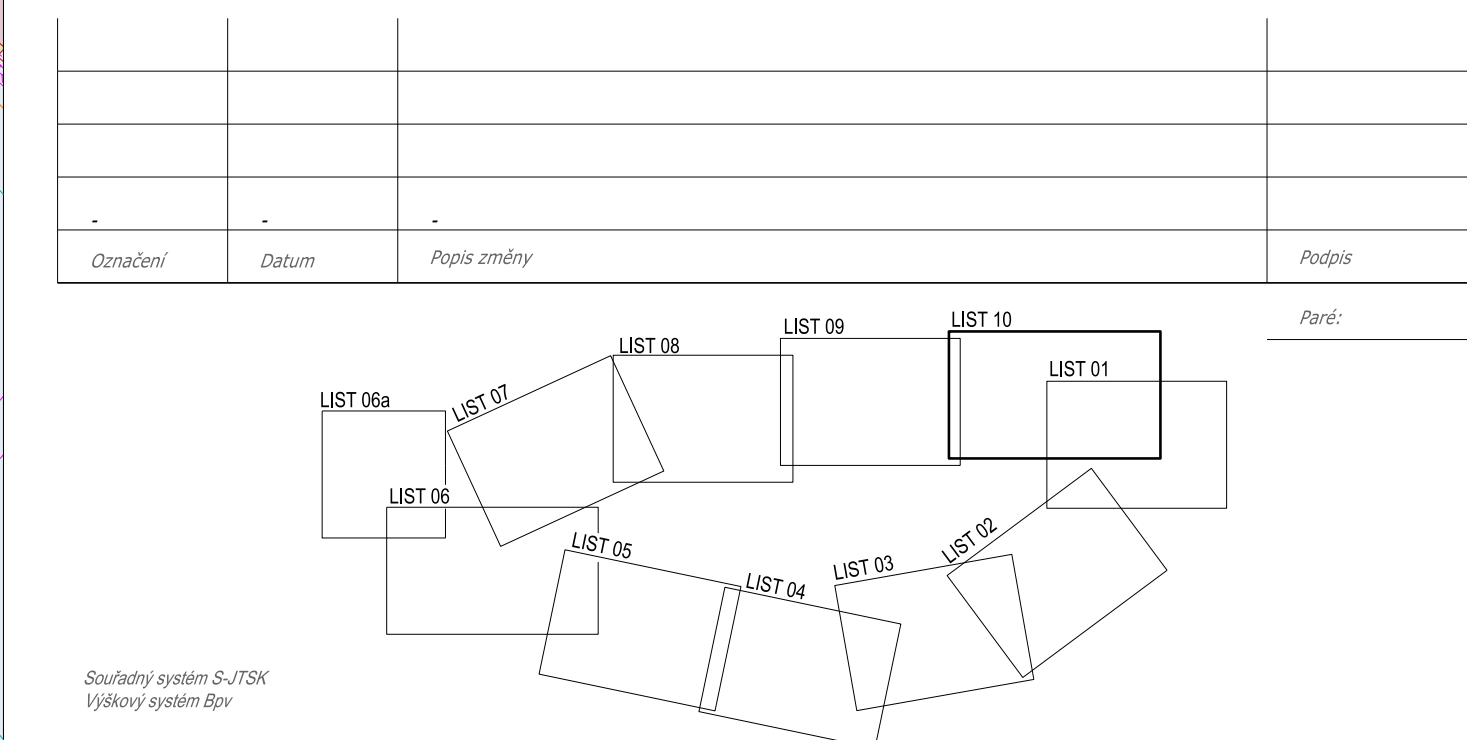 - - -
Označení Datum Popis změny Podpis
Paré:
LIST 10
LIST 09
LIST 08
LIST 01
LIST 07
LIST 06a
LIST 06
LIST 02
LIST 05
LIST 03
LIST 04
Souřadný systém S-JTSK
Výškový systém Bpv